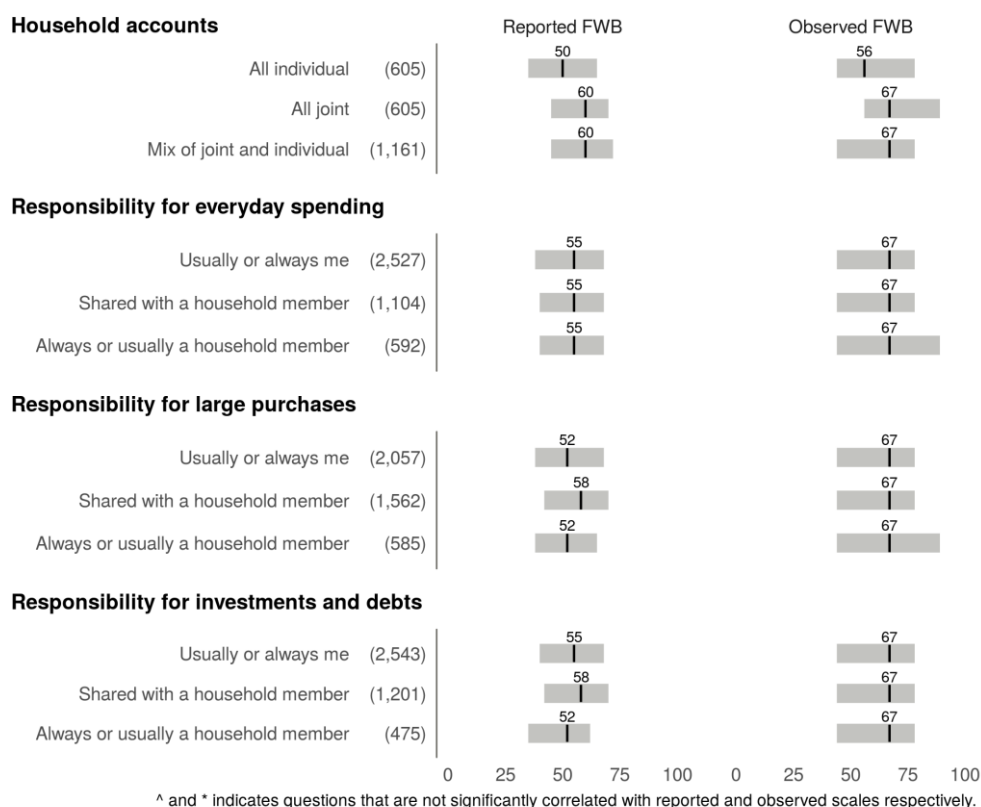 Household accounts Reported FWB Observed FWB
All individual (605) 50 56
All joint (605) 60 67
Mix of joint and individual (1,161) 60 67
Responsibility for everyday spending
Usually or always me (2,527) 55 67
Shared with a household member (1,104) 55 67
Always or usually a household member (592) 55 67
Responsibility for large purchases
Usually or always me (2,057) 52 67
Shared with a household member (1,562) 58 67
Always or usually a household member (585) 52 67
Responsibility for investments and debts
Usually or always me (2,543) 55 67
Shared with a household member (1,201) 58 67
Always or usually a household member (475) 52 67
0 25 50 75 100 0 25 50 75 100
^ and * indicates questions that are not significantly correlated with reported and observed scales respectively.